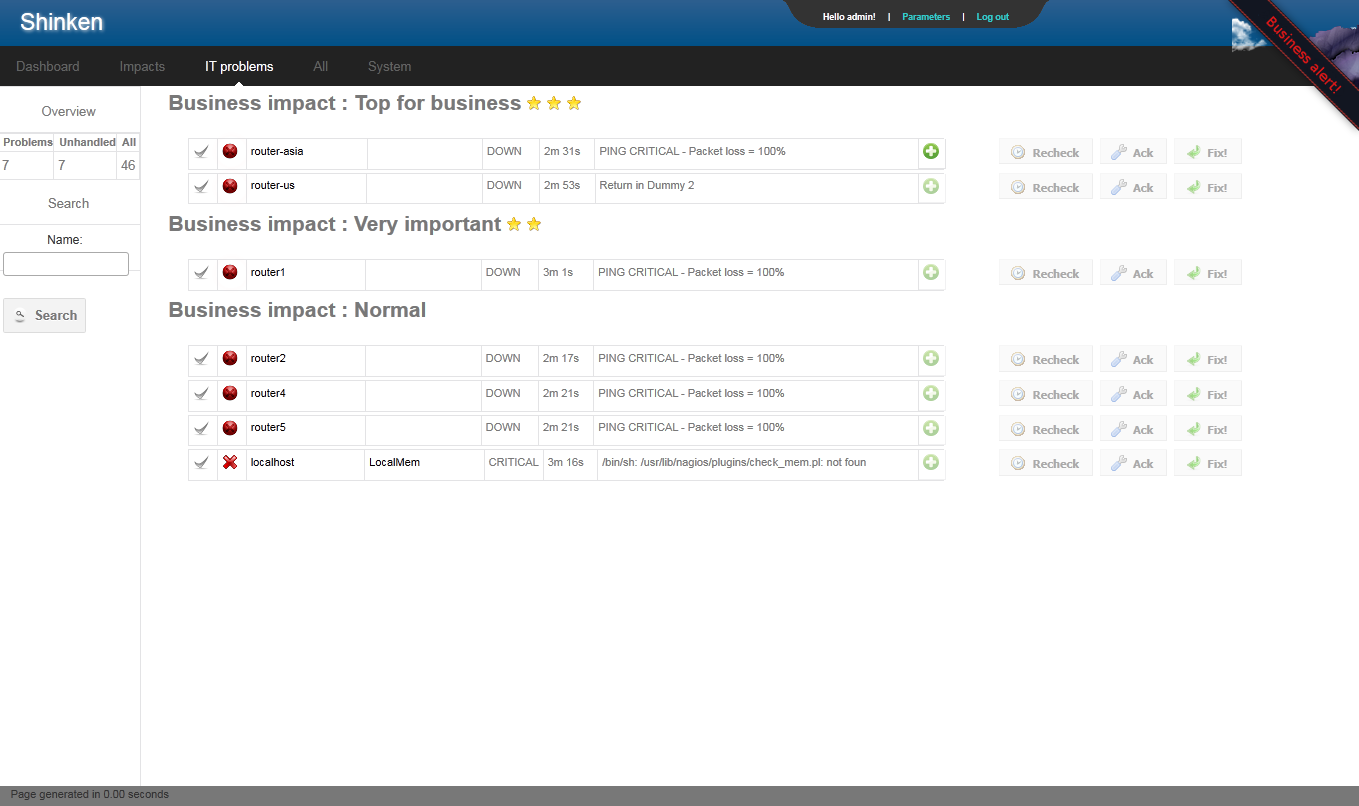 Shinken
Hello admin! | Parameters | Log out
Business alert!
Dashboard Impacts IT problems All System
Overview
Problems Unhandled All
7 7 46
Search
Name:
Search
Business impact : Top for business
router-asia DOWN 2m 31s PING CRITICAL - Packet loss = 100% Recheck Ack Fix!
router-us DOWN 2m 53s Return in Dummy 2 Recheck Ack Fix!
Business impact : Very important
router1 DOWN 3m 1s PING CRITICAL - Packet loss = 100% Recheck Ack Fix!
Business impact : Normal
router2 DOWN 2m 17s PING CRITICAL - Packet loss = 100% Recheck Ack Fix!
router4 DOWN 2m 21s PING CRITICAL - Packet loss = 100% Recheck Ack Fix!
router5 DOWN 2m 21s PING CRITICAL - Packet loss = 100% Recheck Ack Fix!
localhost LocalMem CRITICAL 3m 16s /bin/sh: /usr/lib/nagios/plugins/check_mem.pl: not foun Recheck Ack Fix!
Page generated in 0.00 seconds